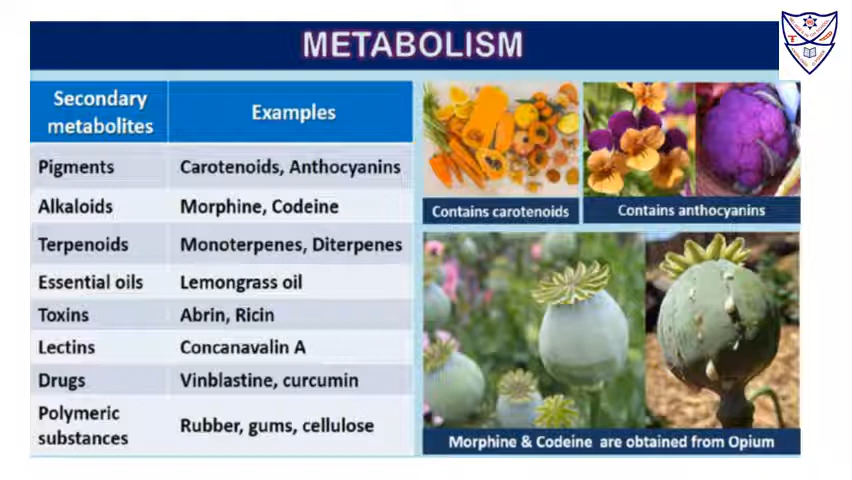 METABOLISM
Secondary
metabolites
Examples
Pigments
Carotenoids, Anthocyanins
Alkaloids
Morphine, Codeine
Terpenoids
Monoterpenes, Diterpenes
Essential oils
Lemongrass oil
Toxins
Abrin, Ricin
Lectins
Concanavalin A
Drugs
Vinblastine, curcumin
Polymeric
substances
Rubber, gums, cellulose
Contains carotenoids
Contains anthocyanins
Morphine & Codeine are obtained from Opium